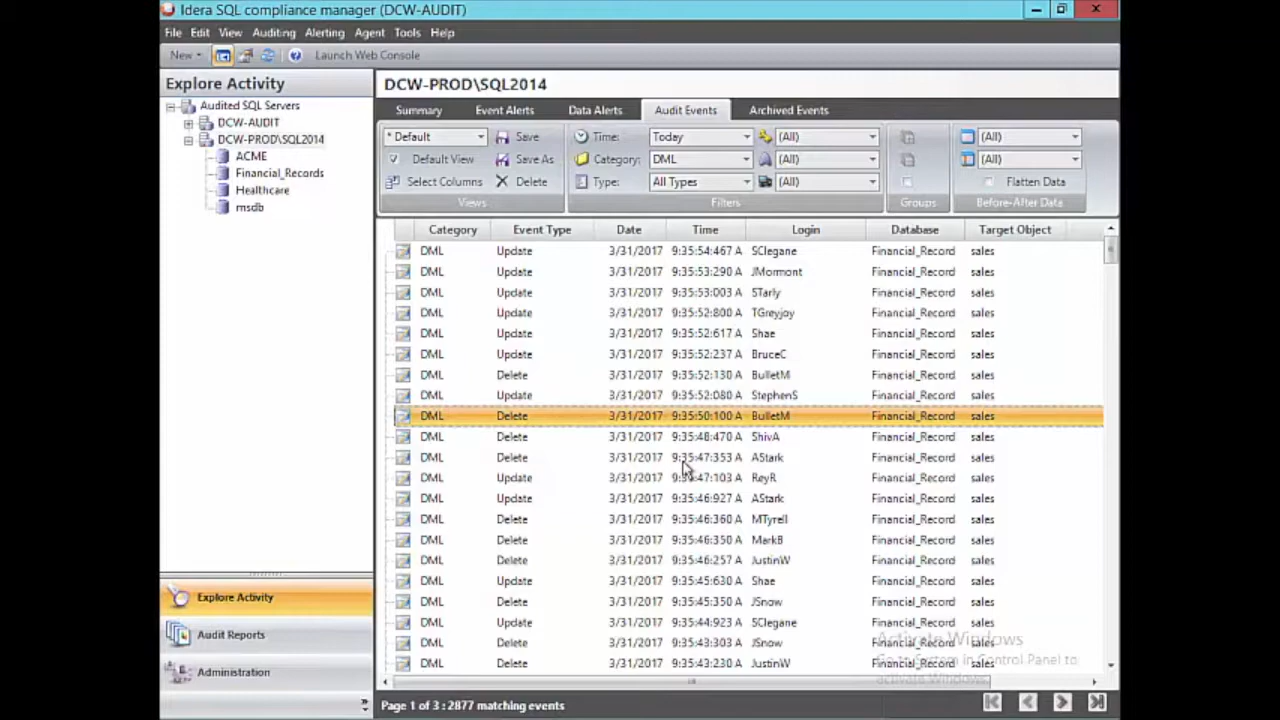 Idera SQL compliance manager (DCW-AUDIT)
File Edit View Auditing Alerting Agent Tools Help
New Launch Web Console
Explore Activity
Audited SQL Servers
DCW-AUDIT
DCW-PROD\SQL2014
ACME
Financial_Records
Healthcare
msdb
Explore Activity
Audit Reports
Administration
DCW-PROD\SQL2014
Summary Event Alerts Data Alerts Audit Events Archived Events
* Default Save Time: Today (All) (All)
Default View Save As Category: DML (All) (All)
Select Columns Delete Type: All Types (All) Flatten Data
Views Filters Groups Before-After Data
Category Event Type Date Time Login Database Target Object
DML Update 3/31/2017 9:35:54:467 A SClegane Financial_Record sales
DML Update 3/31/2017 9:35:53:290 A JMormont Financial_Record sales
DML Update 3/31/2017 9:35:53:003 A STarly Financial_Record sales
DML Update 3/31/2017 9:35:52:800 A TGreyjoy Financial_Record sales
DML Update 3/31/2017 9:35:52:617 A Shae Financial_Record sales
DML Update 3/31/2017 9:35:52:237 A BruceC Financial_Record sales
DML Delete 3/31/2017 9:35:52:130 A BulletM Financial_Record sales
DML Update 3/31/2017 9:35:52:080 A StephenS Financial_Record sales
DML Delete 3/31/2017 9:35:50:100 A BulletM Financial_Record sales
DML Delete 3/31/2017 9:35:48:470 A ShivA Financial_Record sales
DML Delete 3/31/2017 9:35:47:353 A AStark Financial_Record sales
DML Update 3/31/2017 9:35:47:103 A ReyR Financial_Record sales
DML Update 3/31/2017 9:35:46:927 A AStark Financial_Record sales
DML Delete 3/31/2017 9:35:46:360 A MTyrell Financial_Record sales
DML Delete 3/31/2017 9:35:46:350 A MarkB Financial_Record sales
DML Delete 3/31/2017 9:35:46:257 A JustinW Financial_Record sales
DML Update 3/31/2017 9:35:45:630 A Shae Financial_Record sales
DML Delete 3/31/2017 9:35:45:350 A JSnow Financial_Record sales
DML Update 3/31/2017 9:35:44:923 A SClegane Financial_Record sales
DML Delete 3/31/2017 9:35:43:303 A JSnow Financial_Record sales
DML Delete 3/31/2017 9:35:43:230 A JustinW Financial_Record sales
Activate Windows
Go to System in Control Panel to
activate Windows.
Page 1 of 3 : 2877 matching events